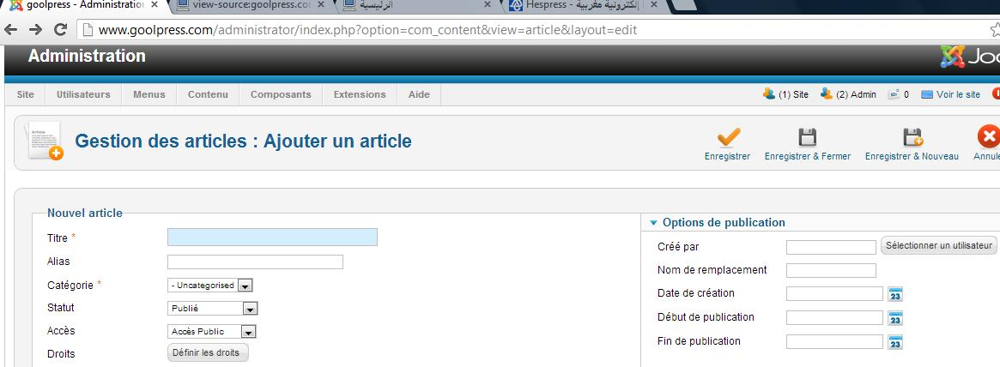 goolpress - Administration
view-source:goolpress.co
الرئيسية
Hespress - إلكترونية مغربية
www.goolpress.com/administrator/index.php?option=com_content&view=article&layout=edit
Administration
Joo
Site Utilisateurs Menus Contenu Composants Extensions Aide (1) Site (2) Admin 0 Voir le site
Article
Gestion des articles : Ajouter un article
Enregistrer Enregistrer & Fermer Enregistrer & Nouveau Annule
Nouvel article
Titre *
Alias
Catégorie * - Uncategorised
Statut Publié
Accès Accès Public
Droits Définir les droits
Options de publication
Créé par Sélectionner un utilisateur
Nom de remplacement
Date de création 23
Début de publication 23
Fin de publication 23